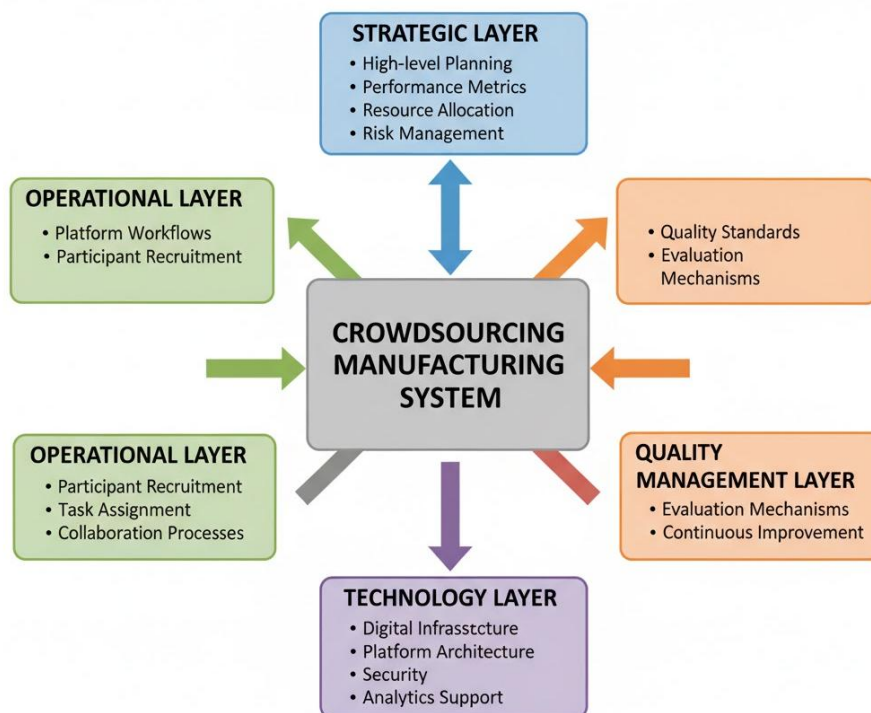 STRATEGIC LAYER
• High-level Planning
• Performance Metrics
• Resource Allocation
• Risk Management
OPERATIONAL LAYER
• Platform Workflows
• Participant Recruitment
• Quality Standards
• Evaluation
Mechanisms
CROWDSOURCING
MANUFACTURING
SYSTEM
OPERATIONAL LAYER
• Participant Recruitment
• Task Assignment
• Collaboration Processes
QUALITY
MANAGEMENT LAYER
• Evaluation Mechanisms
• Continuous Improvement
TECHNOLOGY LAYER
• Digital Infrasstcture
• Platform Architecture
• Security
• Analytics Support